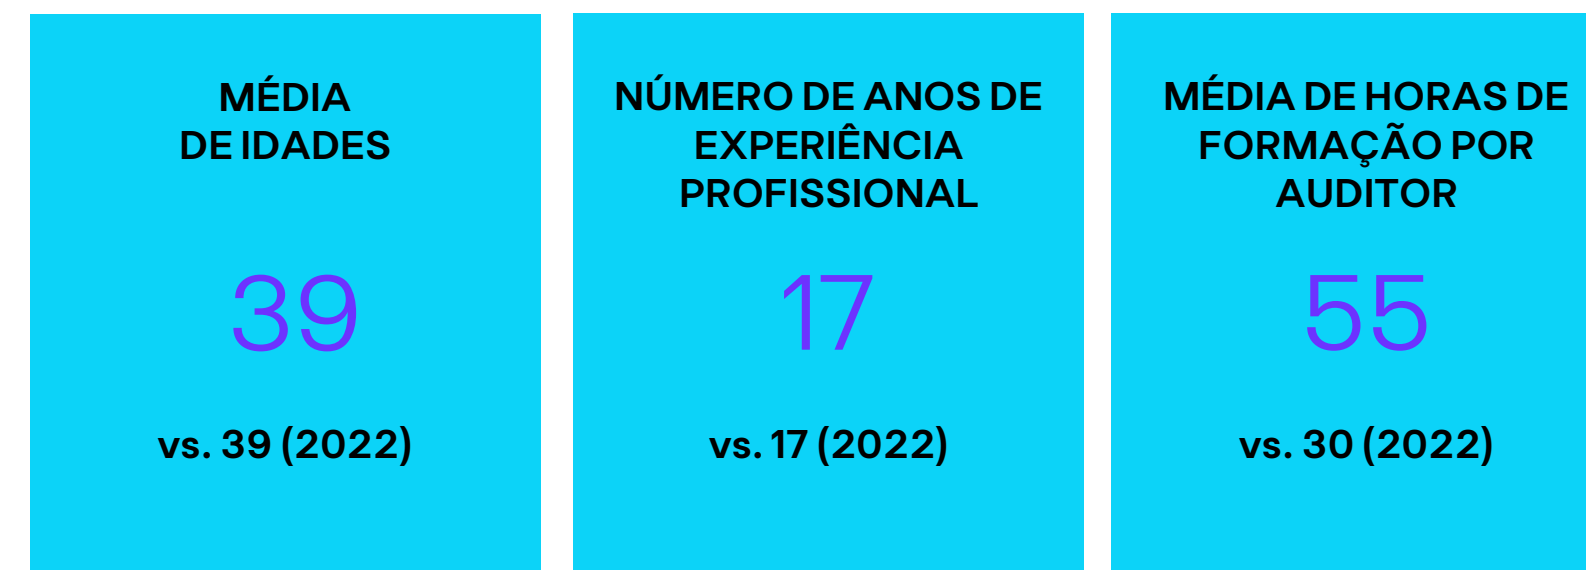 MÉDIA
DE IDADES
39
vs. 39 (2022)
NÚMERO DE ANOS DE
EXPERIÊNCIA
PROFISSIONAL
17
vs. 17 (2022)
MÉDIA DE HORAS DE
FORMAÇÃO POR
AUDITOR
55
vs. 30 (2022)